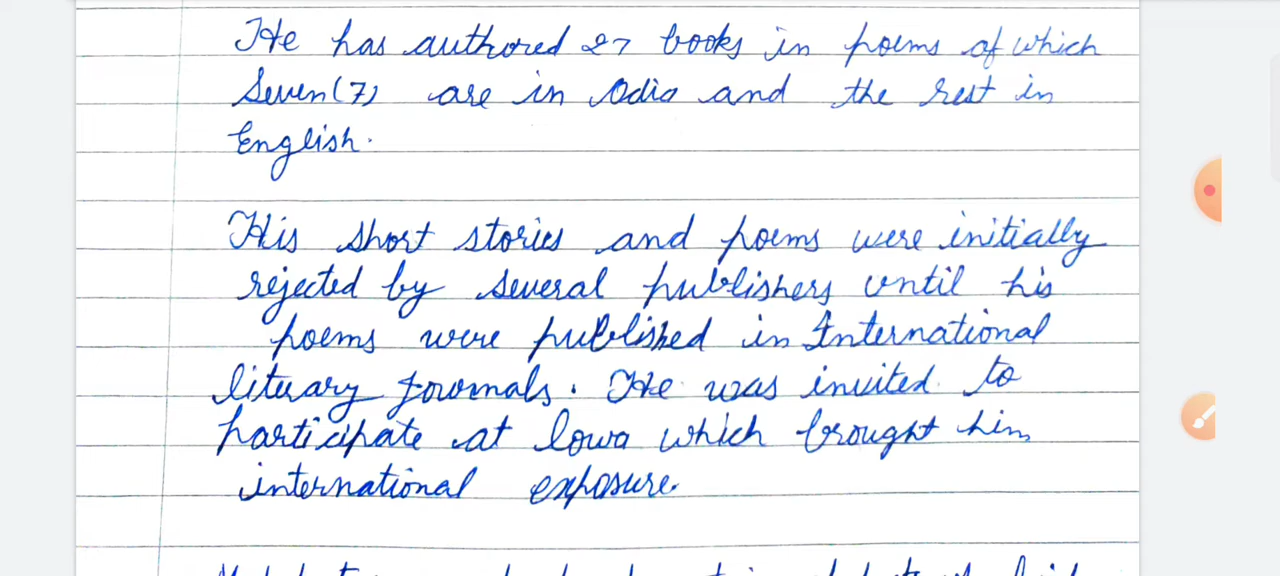 He has authored 27 books in poems of which
Seven (7) are in Odia and the rest in
English.
His short stories and poems were initially
rejected by several publishers until his
poems were published in International
literary Journals. He was invited to
participate at Iowa which brought him
international exposure